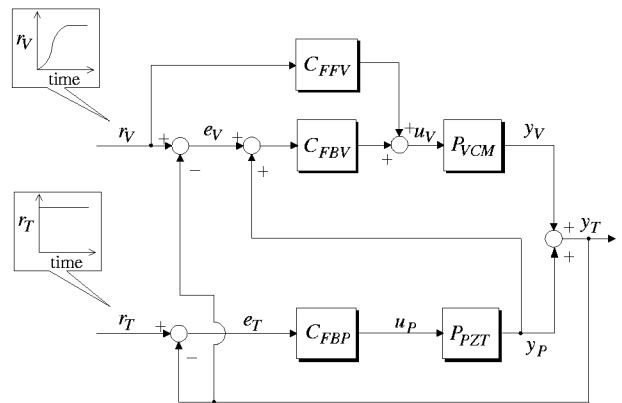 r_V
time
C_FFV
r_V + e_V + + u_V y_V
C_FBV
P_VCM
− + +
r_T
time
+ y_T
+
r_T + e_T u_P
C_FBP
P_PZT
− y_P